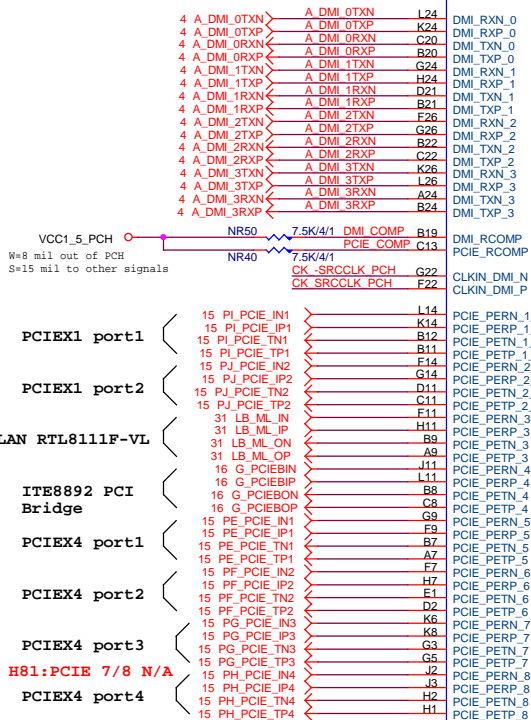 4 A_DMI_0TXN A_DMI_0TXN L24 DMI_RXN_0
4 A_DMI_0TXP A_DMI_0TXP K24 DMI_RXP_0
4 A_DMI_0RXN A_DMI_0RXN C20 DMI_TXN_0
4 A_DMI_0RXP A_DMI_0RXP B20 DMI_TXP_0
4 A_DMI_1TXN A_DMI_1TXN G24 DMI_RXN_1
4 A_DMI_1TXP A_DMI_1TXP H24 DMI_RXP_1
4 A_DMI_1RXN A_DMI_1RXN D21 DMI_TXN_1
4 A_DMI_1RXP A_DMI_1RXP B21 DMI_TXP_1
4 A_DMI_2TXN A_DMI_2TXN F26 DMI_RXN_2
4 A_DMI_2TXP A_DMI_2TXP G26 DMI_RXP_2
4 A_DMI_2RXN A_DMI_2RXN B22 DMI_TXN_2
4 A_DMI_2RXP A_DMI_2RXP C22 DMI_TXP_2
4 A_DMI_3TXN A_DMI_3TXN K26 DMI_RXN_3
4 A_DMI_3TXP A_DMI_3TXP L26 DMI_RXP_3
4 A_DMI_3RXN A_DMI_3RXN A24 DMI_TXN_3
4 A_DMI_3RXP A_DMI_3RXP B24 DMI_TXP_3
VCC1_5_PCH NR50 7.5K/4/1 DMI_COMP B19 DMI_RCOMP
NR40 7.5K/4/1 PCIE_COMP C13 PCIE_RCOMP
W=8 mil out of PCH
S=15 mil to other signals
CK -SRCCLK_PCH G22 CLKIN_DMI_N
CK SRCCLK_PCH F22 CLKIN_DMI_P
15 PI_PCIE_IN1 L14 PCIE_PERN_1
15 PI_PCIE_IP1 K14 PCIE_PERP_1
PCIEX1 port1
15 PI_PCIE_TN1 B12 PCIE_PETN_1
15 PI_PCIE_TP1 B11 PCIE_PETP_1
15 PJ_PCIE_IN2 F14 PCIE_PERN_2
15 PJ_PCIE_IP2 G14 PCIE_PERP_2
PCIEX1 port2
15 PJ_PCIE_TN2 D11 PCIE_PETN_2
15 PJ_PCIE_TP2 C11 PCIE_PETP_2
31 LB_ML_IN F11 PCIE_PERN_3
31 LB_ML_IP H11 PCIE_PERP_3
LAN RTL8111F-VL
31 LB_ML_ON B9 PCIE_PETN_3
31 LB_ML_OP A9 PCIE_PETP_3
16 G_PCIEBIN J11 PCIE_PERN_4
16 G_PCIEBIP L11 PCIE_PERP_4
ITE8892 PCI
Bridge
16 G_PCIEBON B8 PCIE_PETN_4
16 G_PCIEBOP C8 PCIE_PETP_4
15 PE_PCIE_IN1 G9 PCIE_PERN_5
15 PE_PCIE_IP1 F9 PCIE_PERP_5
PCIEX4 port1
15 PE_PCIE_TN1 B7 PCIE_PETN_5
15 PE_PCIE_TP1 A7 PCIE_PETP_5
15 PF_PCIE_IN2 F7 PCIE_PERN_6
15 PF_PCIE_IP2 H7 PCIE_PERP_6
PCIEX4 port2
15 PF_PCIE_TN2 E1 PCIE_PETN_6
15 PF_PCIE_TP2 D2 PCIE_PETP_6
15 PG_PCIE_IN3 K6 PCIE_PERN_7
15 PG_PCIE_IP3 K8 PCIE_PERP_7
PCIEX4 port3
15 PG_PCIE_TN3 G3 PCIE_PETN_7
15 PG_PCIE_TP3 G5 PCIE_PETP_7
H81:PCIE 7/8 N/A
15 PH_PCIE_IN4 J2 PCIE_PERN_8
15 PH_PCIE_IP4 J3 PCIE_PERP_8
PCIEX4 port4
15 PH_PCIE_TN4 H2 PCIE_PETN_8
15 PH_PCIE_TP4 H1 PCIE_PETP_8